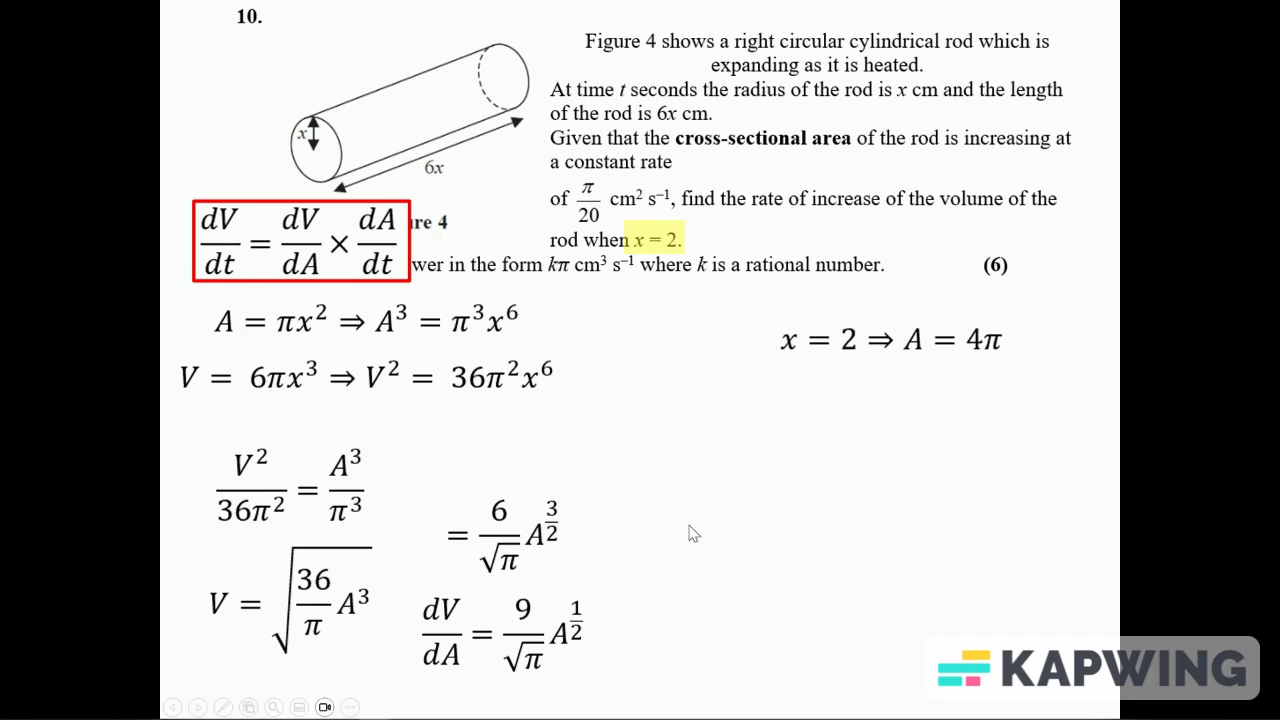 10.
Figure 4 shows a right circular cylindrical rod which is
expanding as it is heated.
At time t seconds the radius of the rod is x cm and the length
of the rod is 6x cm.
Given that the cross-sectional area of the rod is increasing at
a constant rate
of π/20 cm² s⁻¹, find the rate of increase of the volume of the
rod when x = 2.
wer in the form kπ cm³ s⁻¹ where k is a rational number. (6)
x
6x
ure 4
dV/dt = dV/dA × dA/dt
A = πx² ⇒ A³ = π³x⁶
x = 2 ⇒ A = 4π
V = 6πx³ ⇒ V² = 36π²x⁶
V²/36π² = A³/π³
V = √(36/π A³)
= 6/√π A^(3/2)
dV/dA = 9/√π A^(1/2)
KAPWING